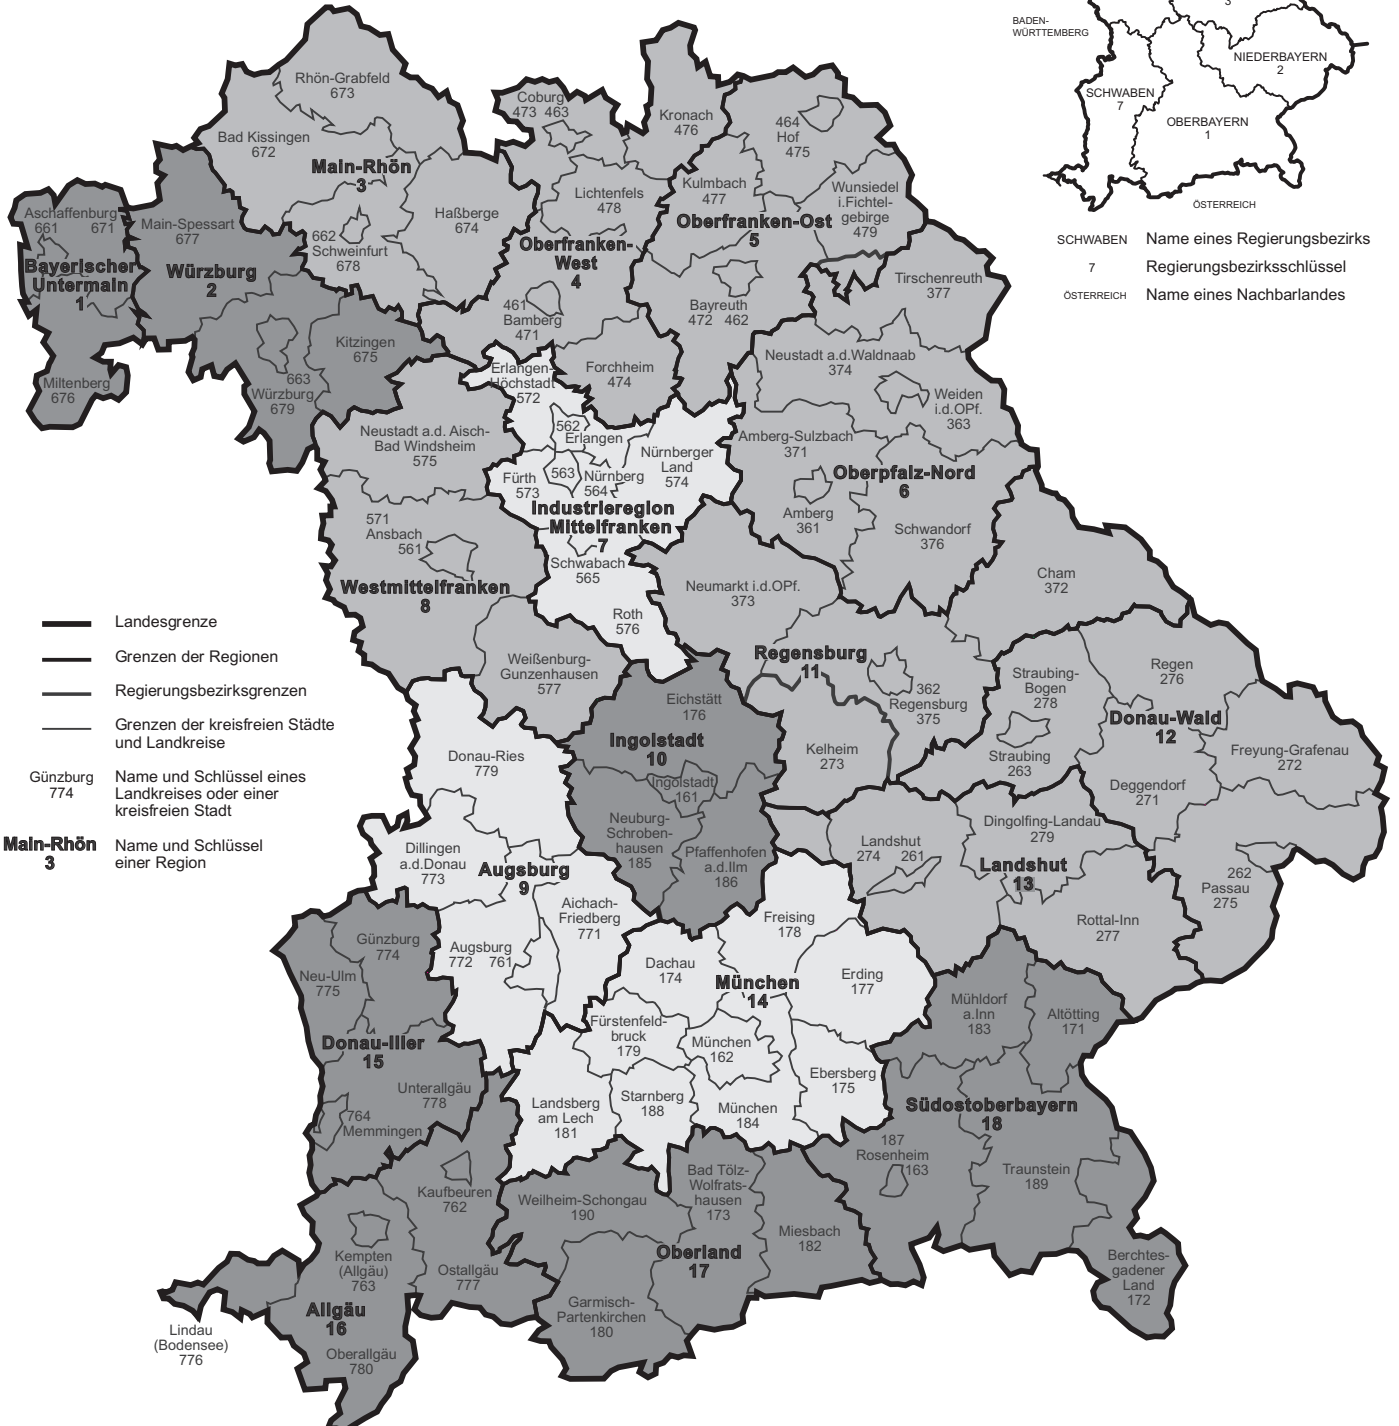 3
BADEN-
WÜRTTEMBERG
NIEDERBAYERN
2
SCHWABEN
7
OBERBAYERN
1
ÖSTERREICH
SCHWABEN Name eines Regierungsbezirks
7 Regierungsbezirksschlüssel
ÖSTERREICH Name eines Nachbarlandes
Rhön-Grabfeld
673
Bad Kissingen
672
Main-Rhön
3
Haßberge
674
662
Schweinfurt
678
Coburg
473 463
Kronach
476
Lichtenfels
478
Oberfranken-
West
4
461
Bamberg
471
Forchheim
474
464
Hof
475
Kulmbach
477
Wunsiedel
i.Fichtel-
gebirge
479
Oberfranken-Ost
5
Bayreuth
472 462
Aschaffenburg
661 671
Bayerischer
Untermain
1
Miltenberg
676
Main-Spessart
677
Würzburg
2
Kitzingen
675
663
Würzburg
679
Tirschenreuth
377
Neustadt a.d.Waldnaab
374
Weiden
i.d.OPf.
363
Amberg-Sulzbach
371
Oberpfalz-Nord
6
Amberg
361
Schwandorf
376
Erlangen-
Höchstadt
572
562
Erlangen
Nürnberger
Land
574
Fürth
573
563
Nürnberg
564
Industrieregion
Mittelfranken
7
Schwabach
565
Roth
576
Neustadt a.d. Aisch-
Bad Windsheim
575
571
Ansbach
561
Westmittelfranken
8
Weißenburg-
Gunzenhausen
577
Neumarkt i.d.OPf.
373
Cham
372
Regensburg
11
362
Regensburg
375
Kelheim
273
Straubing-
Bogen
278
Straubing
263
Regen
276
Donau-Wald
12
Freyung-Grafenau
272
Deggendorf
271
262
Passau
275
Landesgrenze
Grenzen der Regionen
Regierungsbezirksgrenzen
Grenzen der kreisfreien Städte
und Landkreise
Günzburg
774
Name und Schlüssel eines
Landkreises oder einer
kreisfreien Stadt
Main-Rhön
3
Name und Schlüssel
einer Region
Eichstätt
176
Ingolstadt
10
Ingolstadt
161
Neuburg-
Schroben-
hausen
185
Pfaffenhofen
a.d.Ilm
186
Donau-Ries
779
Dillingen
a.d.Donau
773
Augsburg
9
Aichach-
Friedberg
771
Augsburg
772 761
Landshut
274 261
Dingolfing-Landau
279
Landshut
13
Rottal-Inn
277
Freising
178
Dachau
174
Erding
177
München
14
Fürstenfeld-
bruck
179
München
162
Ebersberg
175
Landsberg
am Lech
181
Starnberg
188
München
184
Günzburg
774
Neu-Ulm
775
Donau-Iller
15
Unterallgäu
778
764
Memmingen
Mühldorf
a.Inn
183
Altötting
171
Südostoberbayern
18
187
Rosenheim
163
Traunstein
189
Berchtes-
gadener
Land
172
Kaufbeuren
762
Kempten
(Allgäu)
763
Ostallgäu
777
Allgäu
16
Lindau
(Bodensee)
776
Oberallgäu
780
Weilheim-Schongau
190
Bad Tölz-
Wolfrats-
hausen
173
Miesbach
182
Oberland
17
Garmisch-
Partenkirchen
180